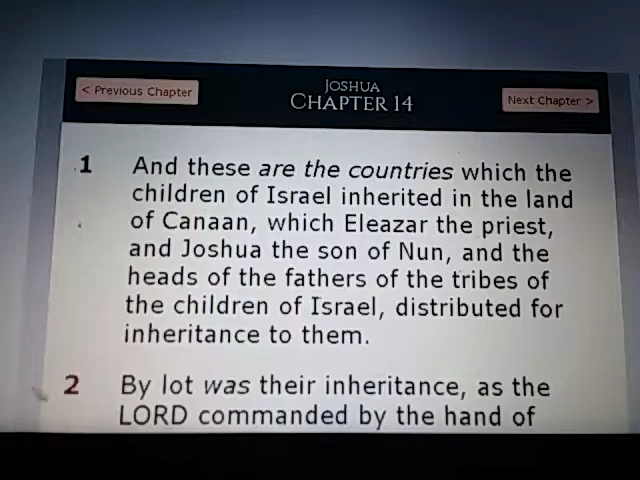 < Previous Chapter
JOSHUA
CHAPTER 14
Next Chapter >
1 And these are the countries which the
children of Israel inherited in the land
of Canaan, which Eleazar the priest,
and Joshua the son of Nun, and the
heads of the fathers of the tribes of
the children of Israel, distributed for
inheritance to them.
2 By lot was their inheritance, as the
LORD commanded by the hand of